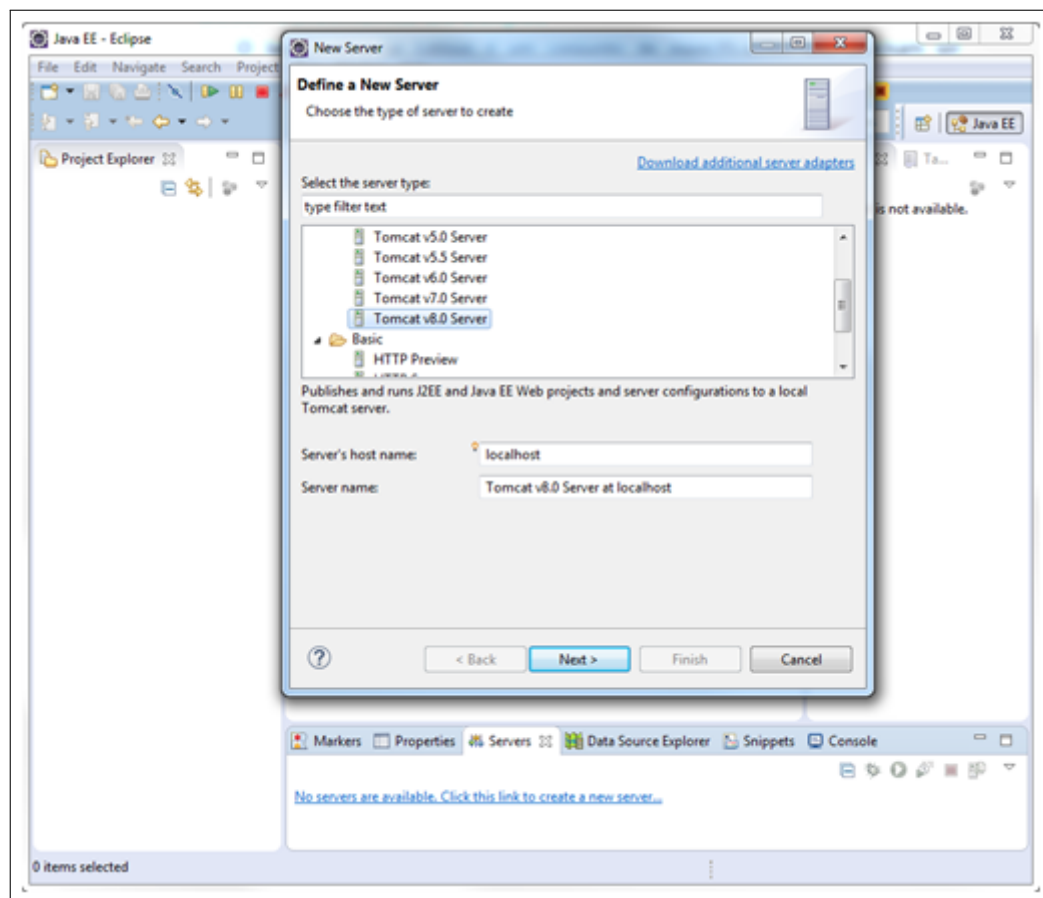 Java EE - Eclipse
New Server
File Edit Navigate Search Project
Define a New Server
Choose the type of server to create
Java EE
Project Explorer
Download additional server adapters
Ta...
Select the server type:
type filter text
is not available.
Tomcat v5.0 Server
Tomcat v5.5 Server
Tomcat v6.0 Server
Tomcat v7.0 Server
Tomcat v8.0 Server
Basic
HTTP Preview
Publishes and runs J2EE and Java EE Web projects and server configurations to a local
Tomcat server.
Server's host name: localhost
Server name: Tomcat v8.0 Server at localhost
? < Back Next > Finish Cancel
Markers Properties Servers Data Source Explorer Snippets Console
No servers are available. Click this link to create a new server...
0 items selected